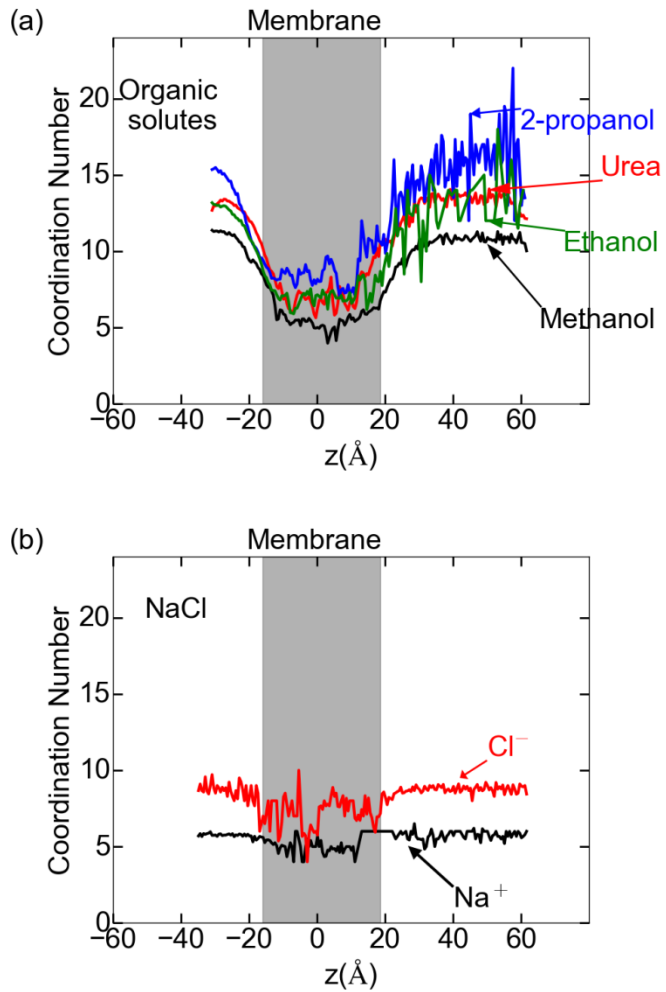 (a)
Membrane
Organic
solutes
2-propanol
Urea
Ethanol
Methanol
Coordination Number
20
15
10
5
0
−60 −40 −20 0 20 40 60
z(Å)
(b)
Membrane
NaCl
Cl⁻
Na⁺
Coordination Number
20
15
10
5
0
−60 −40 −20 0 20 40 60
z(Å)